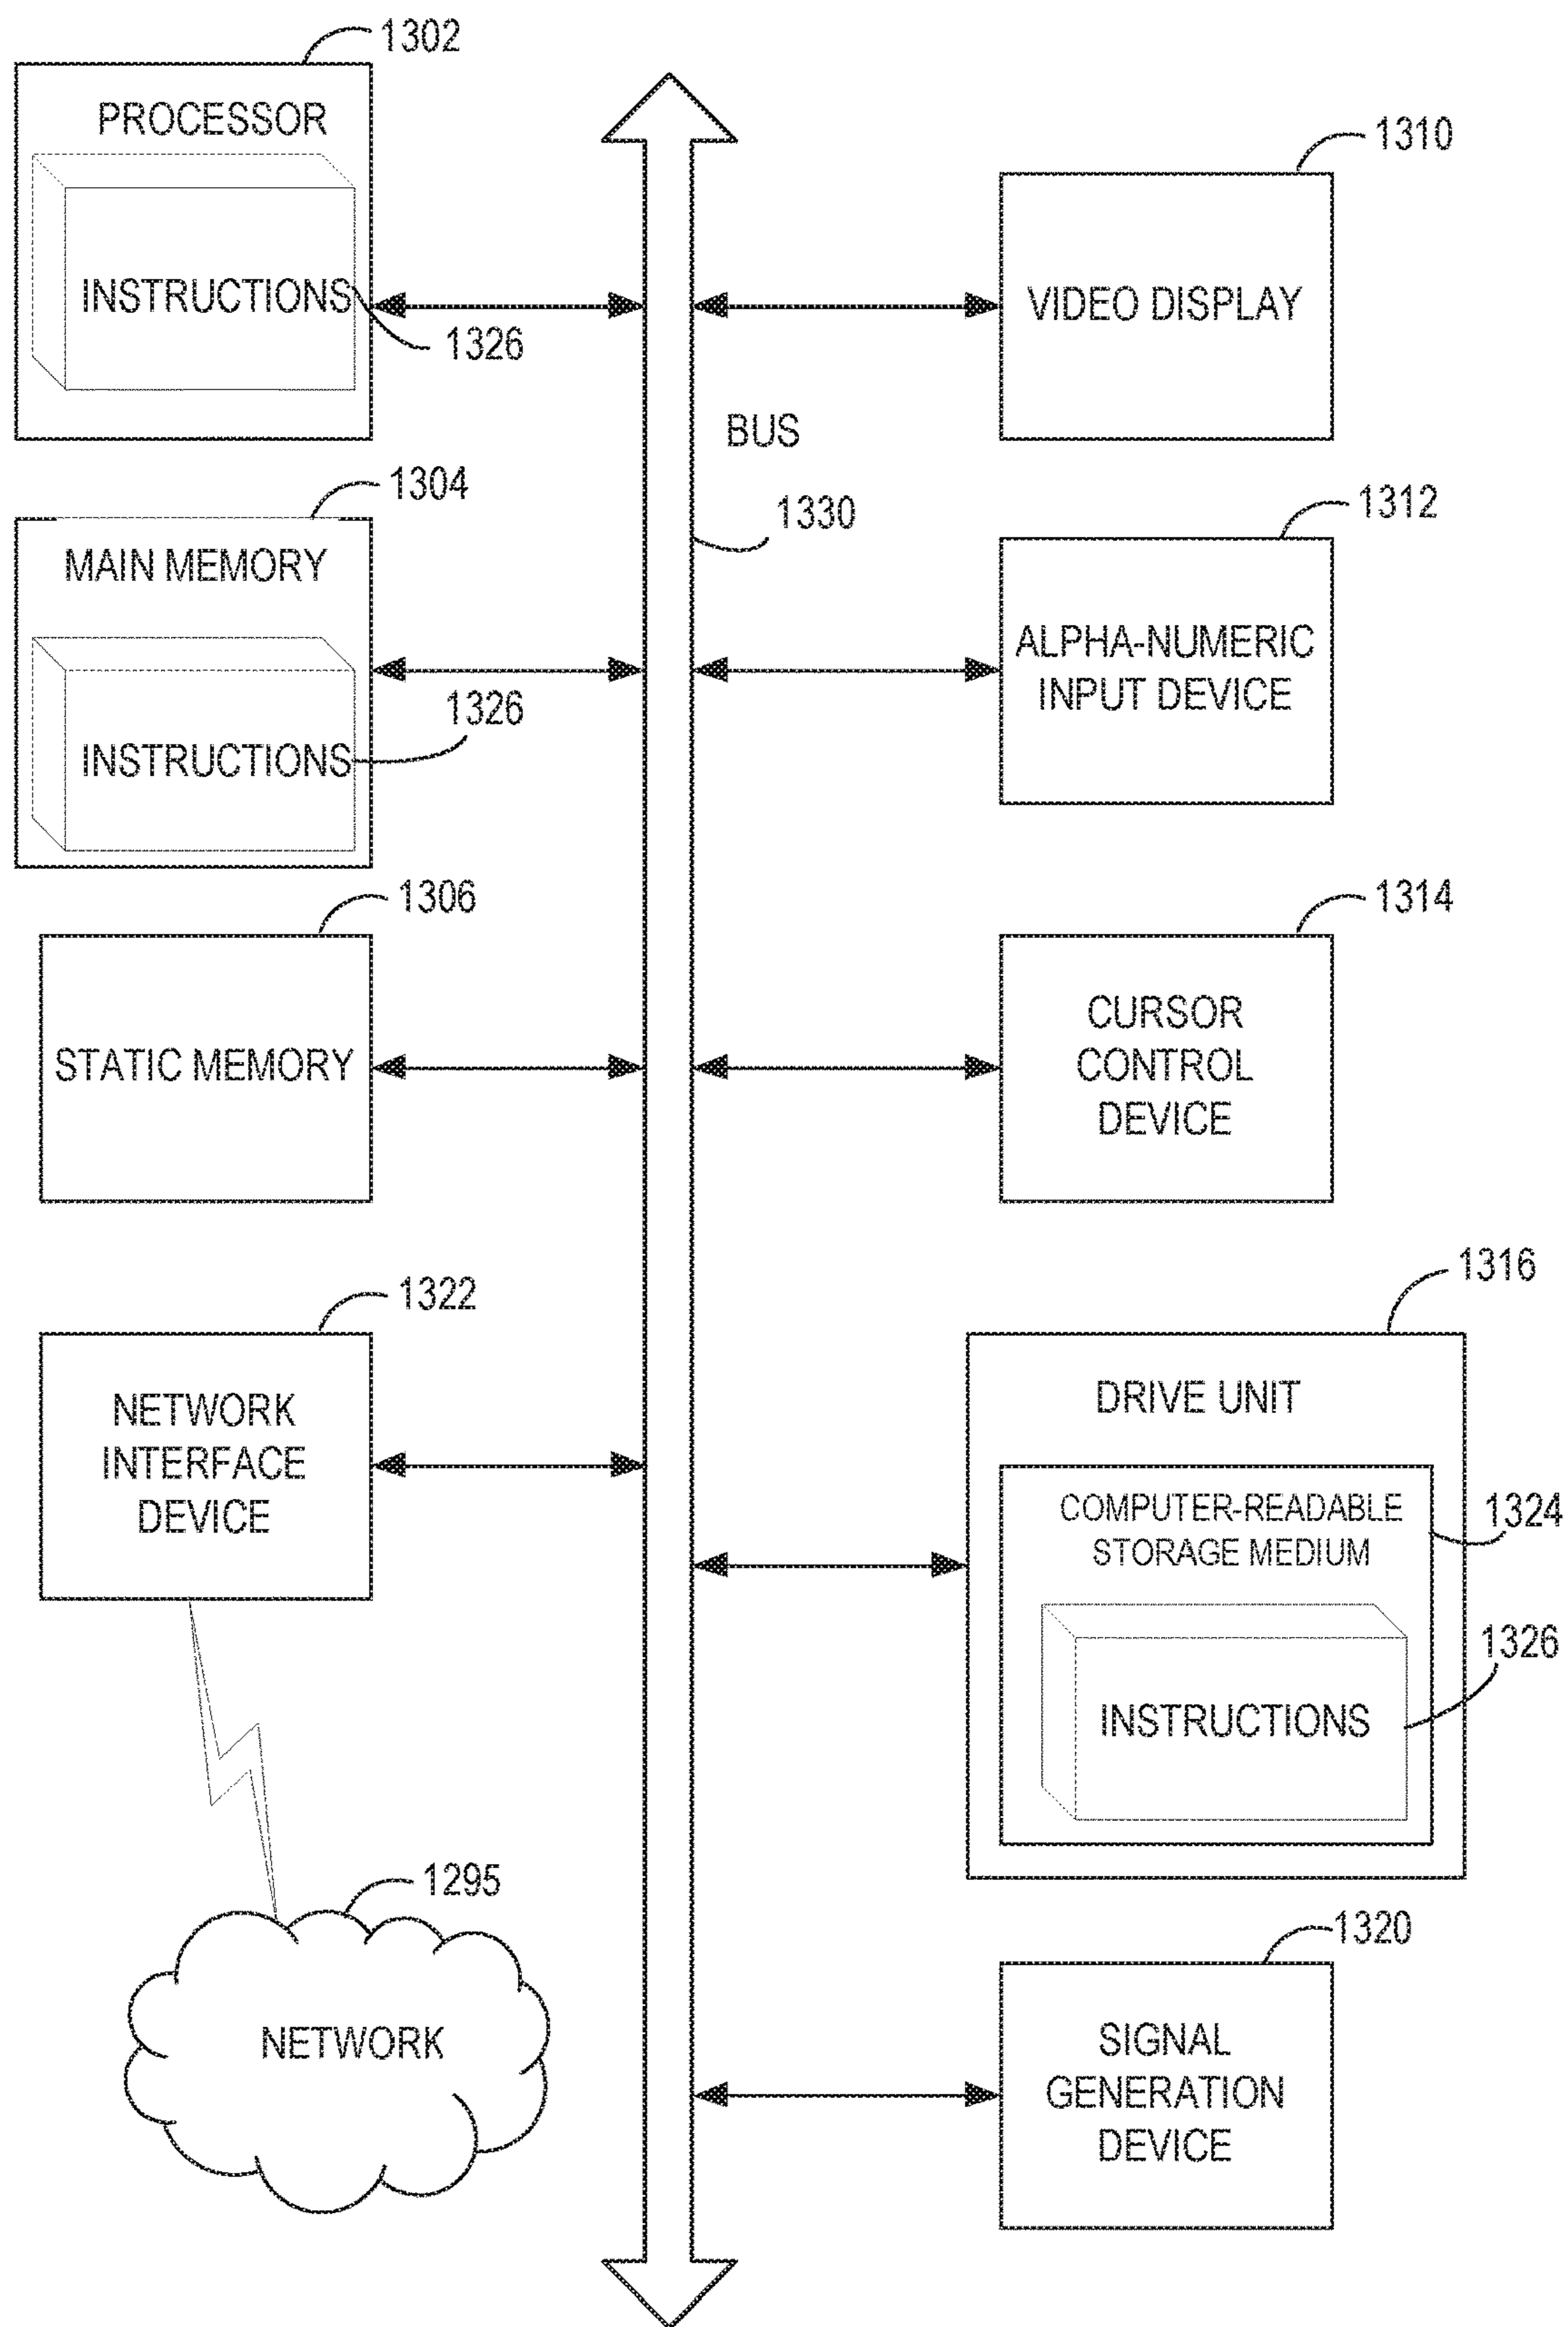 1302
PROCESSOR
INSTRUCTIONS
1326
1310
VIDEO DISPLAY
BUS
1330
1304
MAIN MEMORY
1326
INSTRUCTIONS
1312
ALPHA-NUMERIC
INPUT DEVICE
1306
STATIC MEMORY
1314
CURSOR
CONTROL
DEVICE
1322
NETWORK
INTERFACE
DEVICE
1316
DRIVE UNIT
COMPUTER-READABLE
STORAGE MEDIUM
1324
1326
INSTRUCTIONS
1295
NETWORK
1320
SIGNAL
GENERATION
DEVICE